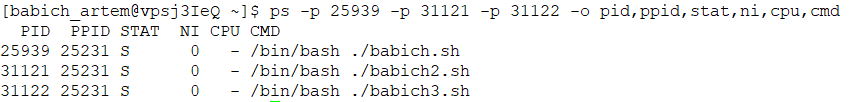 [babich_artem@vpsj3IeQ ~]$ ps -p 25939 -p 31121 -p 31122 -o pid,ppid,stat,ni,cpu,cmd
  PID  PPID STAT  NI CPU CMD
25939 25231 S      0   - /bin/bash ./babich.sh
31121 25231 S      0   - /bin/bash ./babich2.sh
31122 25231 S      0   - /bin/bash ./babich3.sh